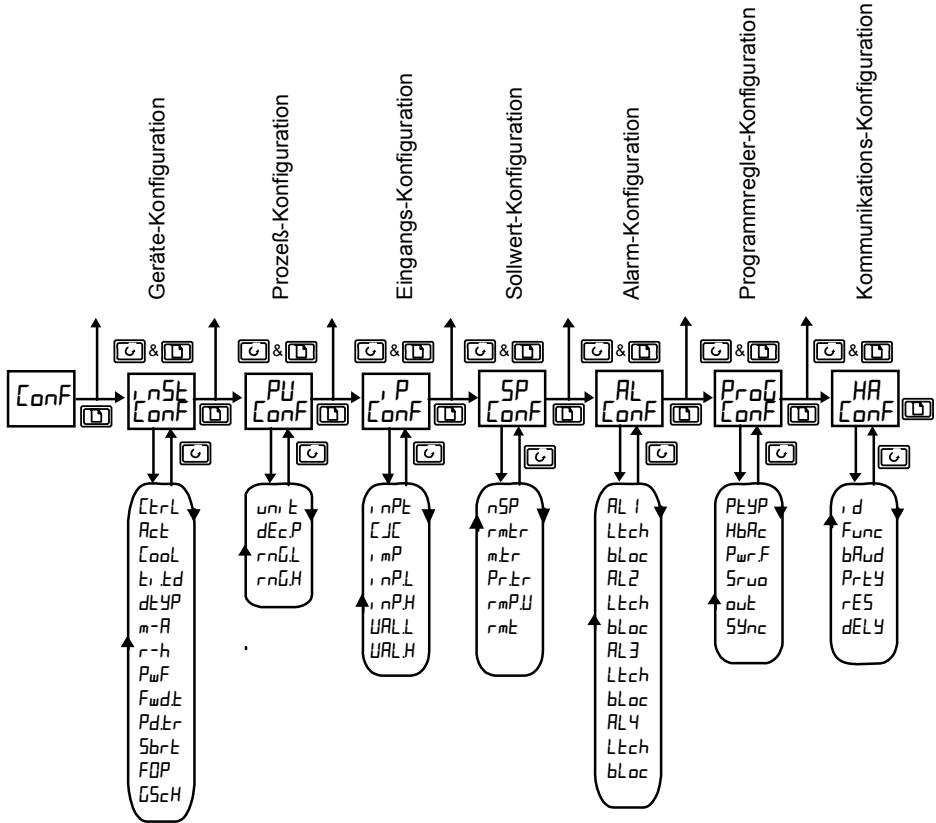 Geräte-Konfiguration
Prozeß-Konfiguration
Eingangs-Konfiguration
Sollwert-Konfiguration
Alarm-Konfiguration
Programmregler-Konfiguration
Kommunikations-Konfiguration
& & & & & & &
ConF
inSt
ConF
PV
ConF
iP
ConF
SP
ConF
AL
ConF
ProG
ConF
HA
ConF
CtrL
Act
CooL
ti.td
dtYP
m-A
r-h
PwF
Fwd.t
Pd.tr
Sbrt
FOP
GScH
unit
dEc.P
rnG.L
rnG.H
inPt
CJC
imP
inP.L
inP.H
VAL.L
VAL.H
nSP
rmtr
m.tr
Pr.tr
rmP.U
rmt
AL1
Ltch
bLoc
AL2
Ltch
bLoc
AL3
Ltch
bLoc
AL4
Ltch
bLoc
PtYP
HbAc
Pwr.F
Srvo
out
SYnc
id
Func
bAud
PrtY
rES
dELY